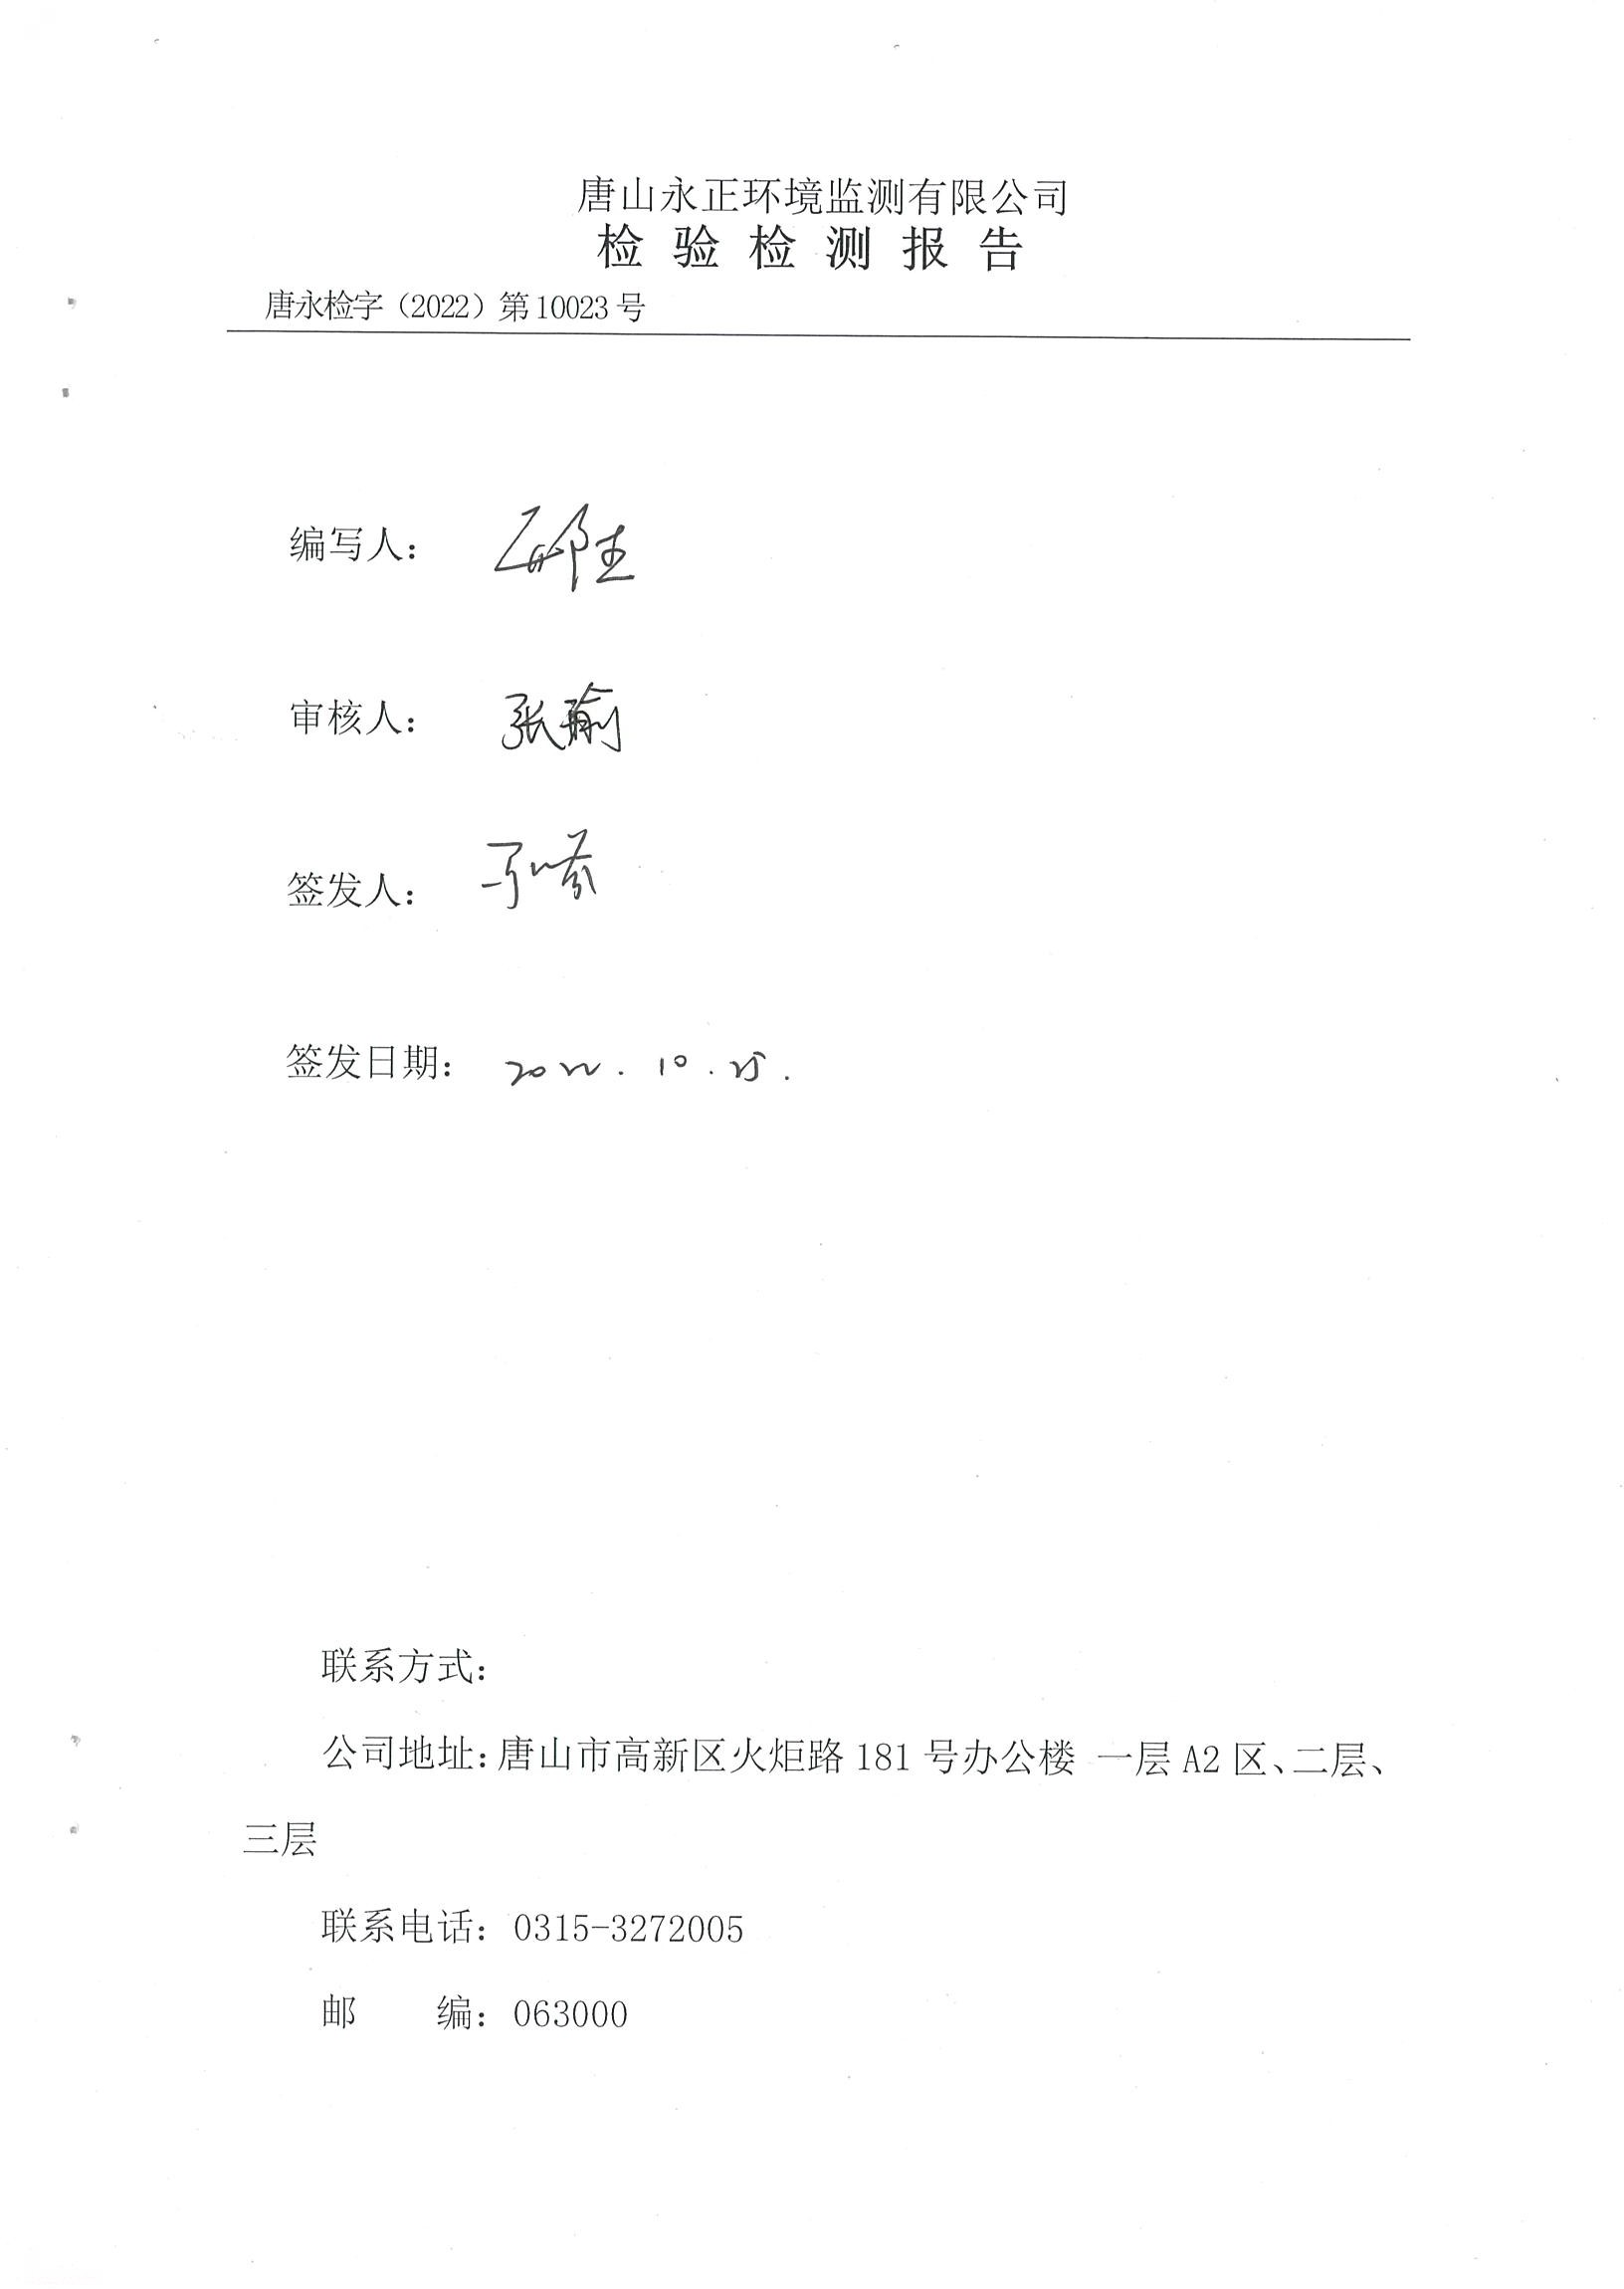 唐山永正环境监测有限公司
检验检测报告
唐永检字（2022）第10023号
编写人：
审核人：张瑜
签发人：
签发日期：2022.10.25.
联系方式：
公司地址：唐山市高新区火炬路181号办公楼 一层A2区、二层、
三层
联系电话：0315-3272005
邮　　编：063000